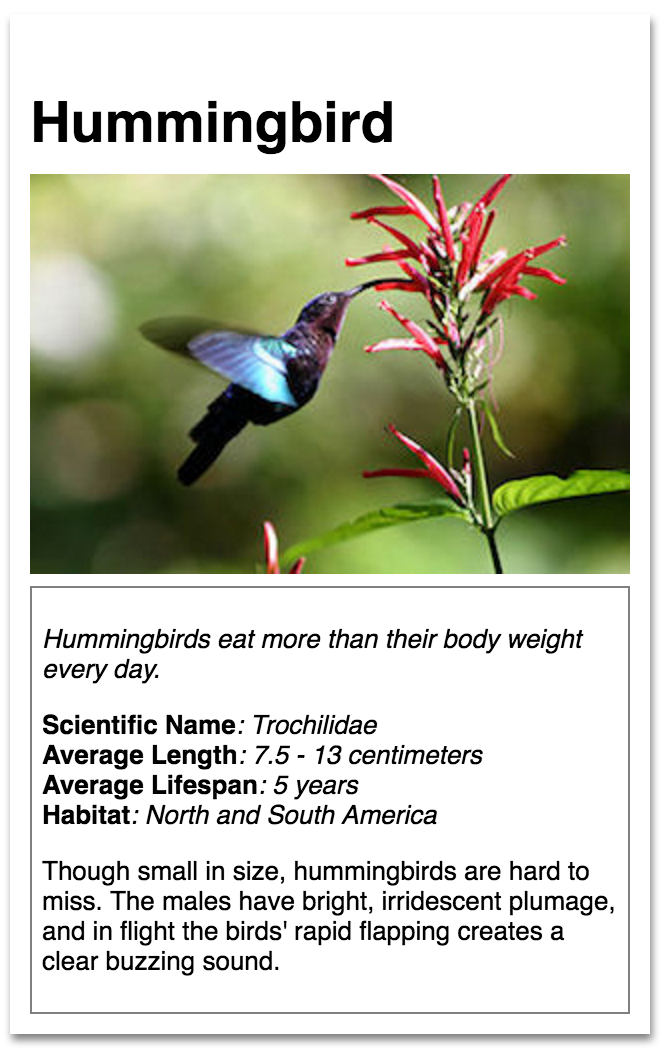 Hummingbird
Hummingbirds eat more than their body weight
every day.
Scientific Name: Trochilidae
Average Length: 7.5 - 13 centimeters
Average Lifespan: 5 years
Habitat: North and South America
Though small in size, hummingbirds are hard to
miss. The males have bright, irridescent plumage,
and in flight the birds' rapid flapping creates a
clear buzzing sound.